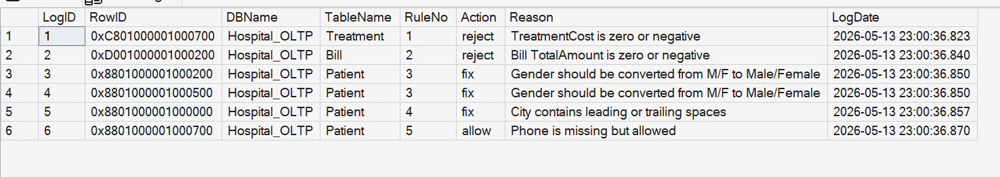 LogID RowID DBName TableName RuleNo Action Reason LogDate
1 1 0xC801000001000700 Hospital_OLTP Treatment 1 reject TreatmentCost is zero or negative 2026-05-13 23:00:36.823
2 2 0xD001000001000200 Hospital_OLTP Bill 2 reject Bill TotalAmount is zero or negative 2026-05-13 23:00:36.840
3 3 0x8801000001000200 Hospital_OLTP Patient 3 fix Gender should be converted from M/F to Male/Female 2026-05-13 23:00:36.850
4 4 0x8801000001000500 Hospital_OLTP Patient 3 fix Gender should be converted from M/F to Male/Female 2026-05-13 23:00:36.850
5 5 0x8801000001000000 Hospital_OLTP Patient 4 fix City contains leading or trailing spaces 2026-05-13 23:00:36.857
6 6 0x8801000001000700 Hospital_OLTP Patient 5 allow Phone is missing but allowed 2026-05-13 23:00:36.870